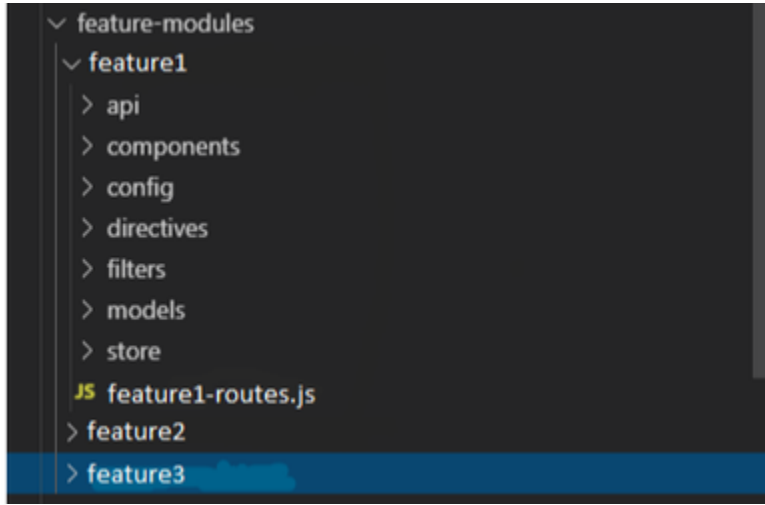 feature-modules
feature1
api
components
config
directives
filters
models
store
JS feature1-routes.js
feature2
feature3